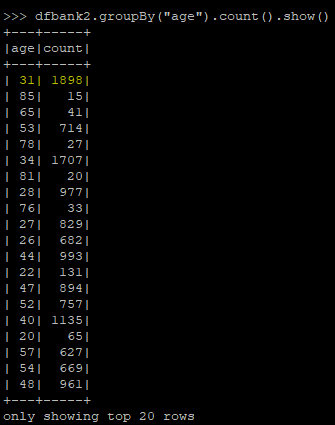 >>> dfbank2.groupBy("age").count().show()
+---+-----+
|age|count|
+---+-----+
| 31| 1898|
| 85|   15|
| 65|   41|
| 53|  714|
| 78|   27|
| 34| 1707|
| 81|   20|
| 28|  977|
| 76|   33|
| 27|  829|
| 26|  682|
| 44|  993|
| 22|  131|
| 47|  894|
| 52|  757|
| 40| 1135|
| 20|   65|
| 57|  627|
| 54|  669|
| 48|  961|
+---+-----+
only showing top 20 rows